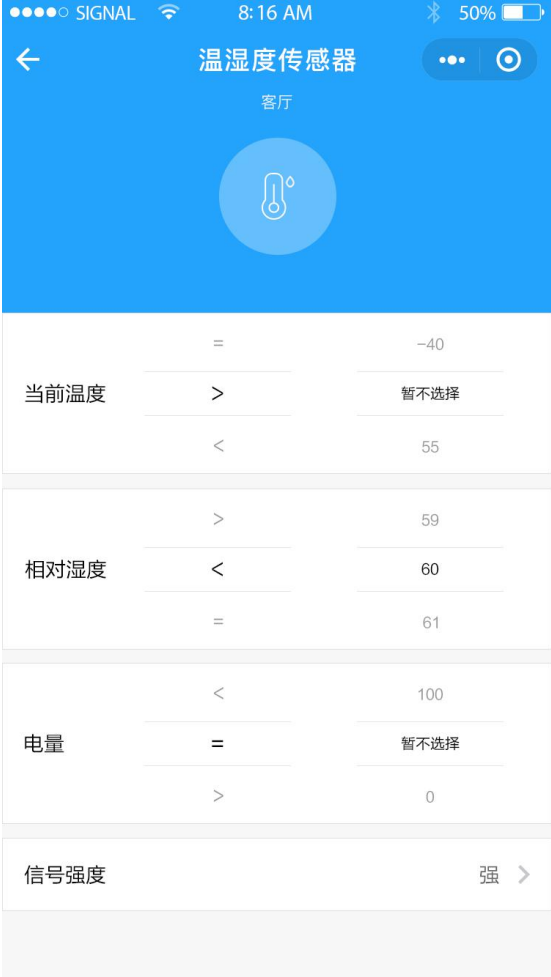 SIGNAL 8:16 AM 50%
温湿度传感器
客厅
= -40
当前温度 > 暂不选择
< 55
> 59
相对湿度 < 60
= 61
< 100
电量 = 暂不选择
> 0
信号强度 强